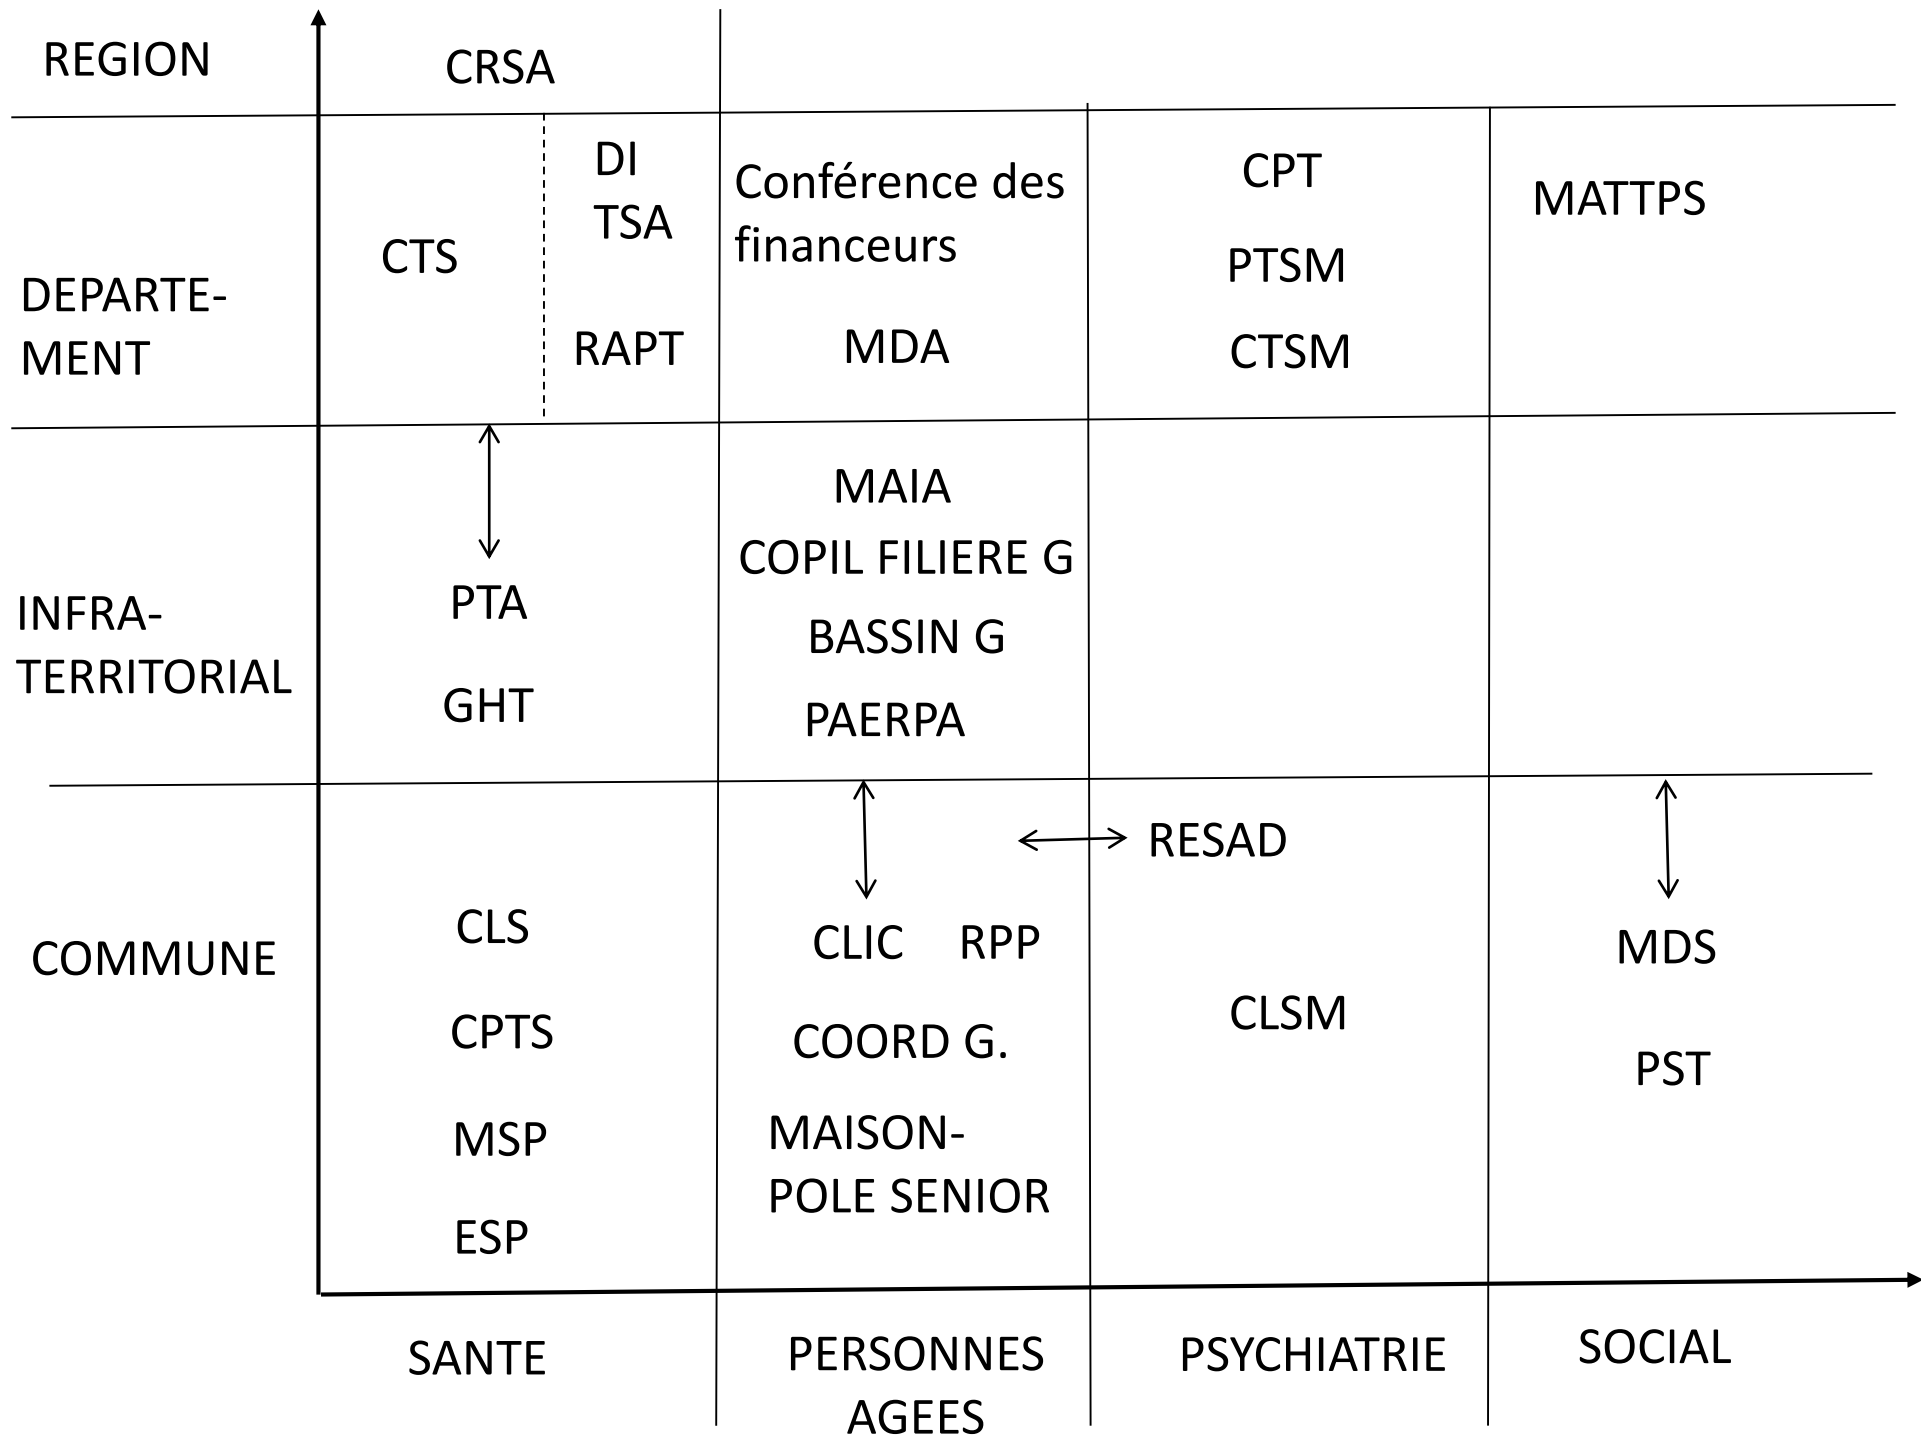 REGION
CRSA
DEPARTE-
MENT
CTS
DI
TSA
RAPT
Conférence des
financeurs
MDA
CPT
PTSM
CTSM
MATTPS
INFRA-
TERRITORIAL
PTA
GHT
MAIA
COPIL FILIERE G
BASSIN G
PAERPA
COMMUNE
CLS
CPTS
MSP
ESP
CLIC RPP
COORD G.
MAISON-
POLE SENIOR
RESAD
CLSM
MDS
PST
SANTE
PERSONNES
AGEES
PSYCHIATRIE
SOCIAL